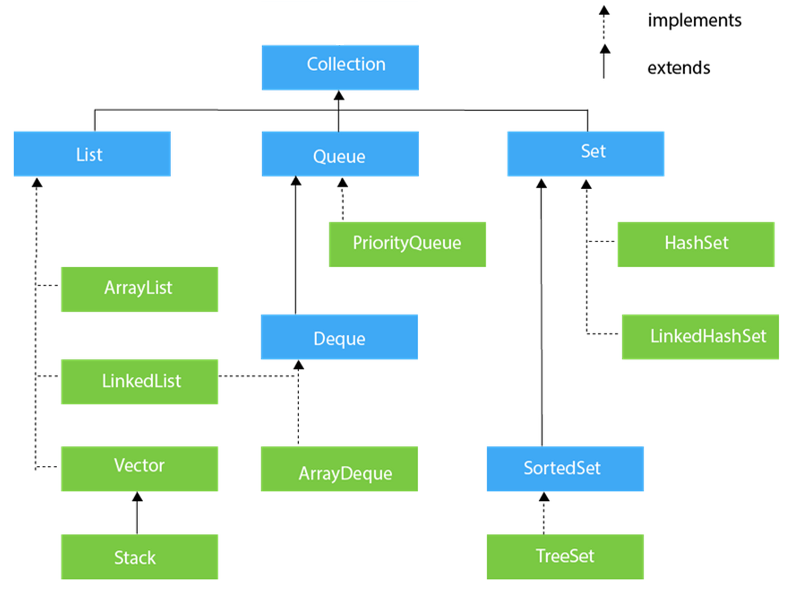 implements
extends
Collection
List
Queue
Set
PriorityQueue
HashSet
ArrayList
Deque
LinkedHashSet
LinkedList
Vector
ArrayDeque
SortedSet
Stack
TreeSet